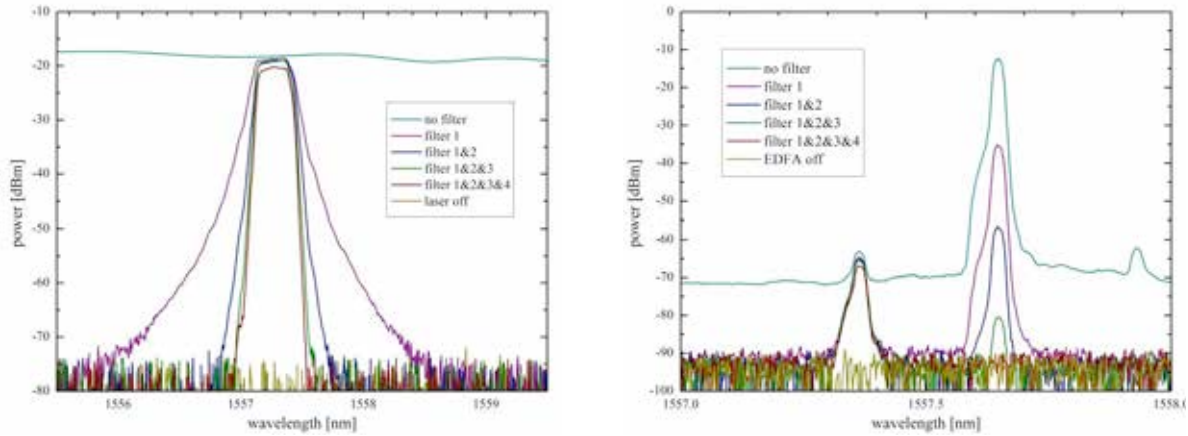 -10
-20
-30
-40
-50
-60
-70
-80
power [dBm]
1556
1557
1558
1559
wavelength [nm]
no filter
filter 1
filter 1&2
filter 1&2&3
filter 1&2&3&4
laser off
0
-10
-20
-30
-40
-50
-60
-70
-80
-90
-100
power [dBm]
1557.0
1557.5
1558.0
wavelength [nm]
no filter
filter 1
filter 1&2
filter 1&2&3
filter 1&2&3&4
EDFA off